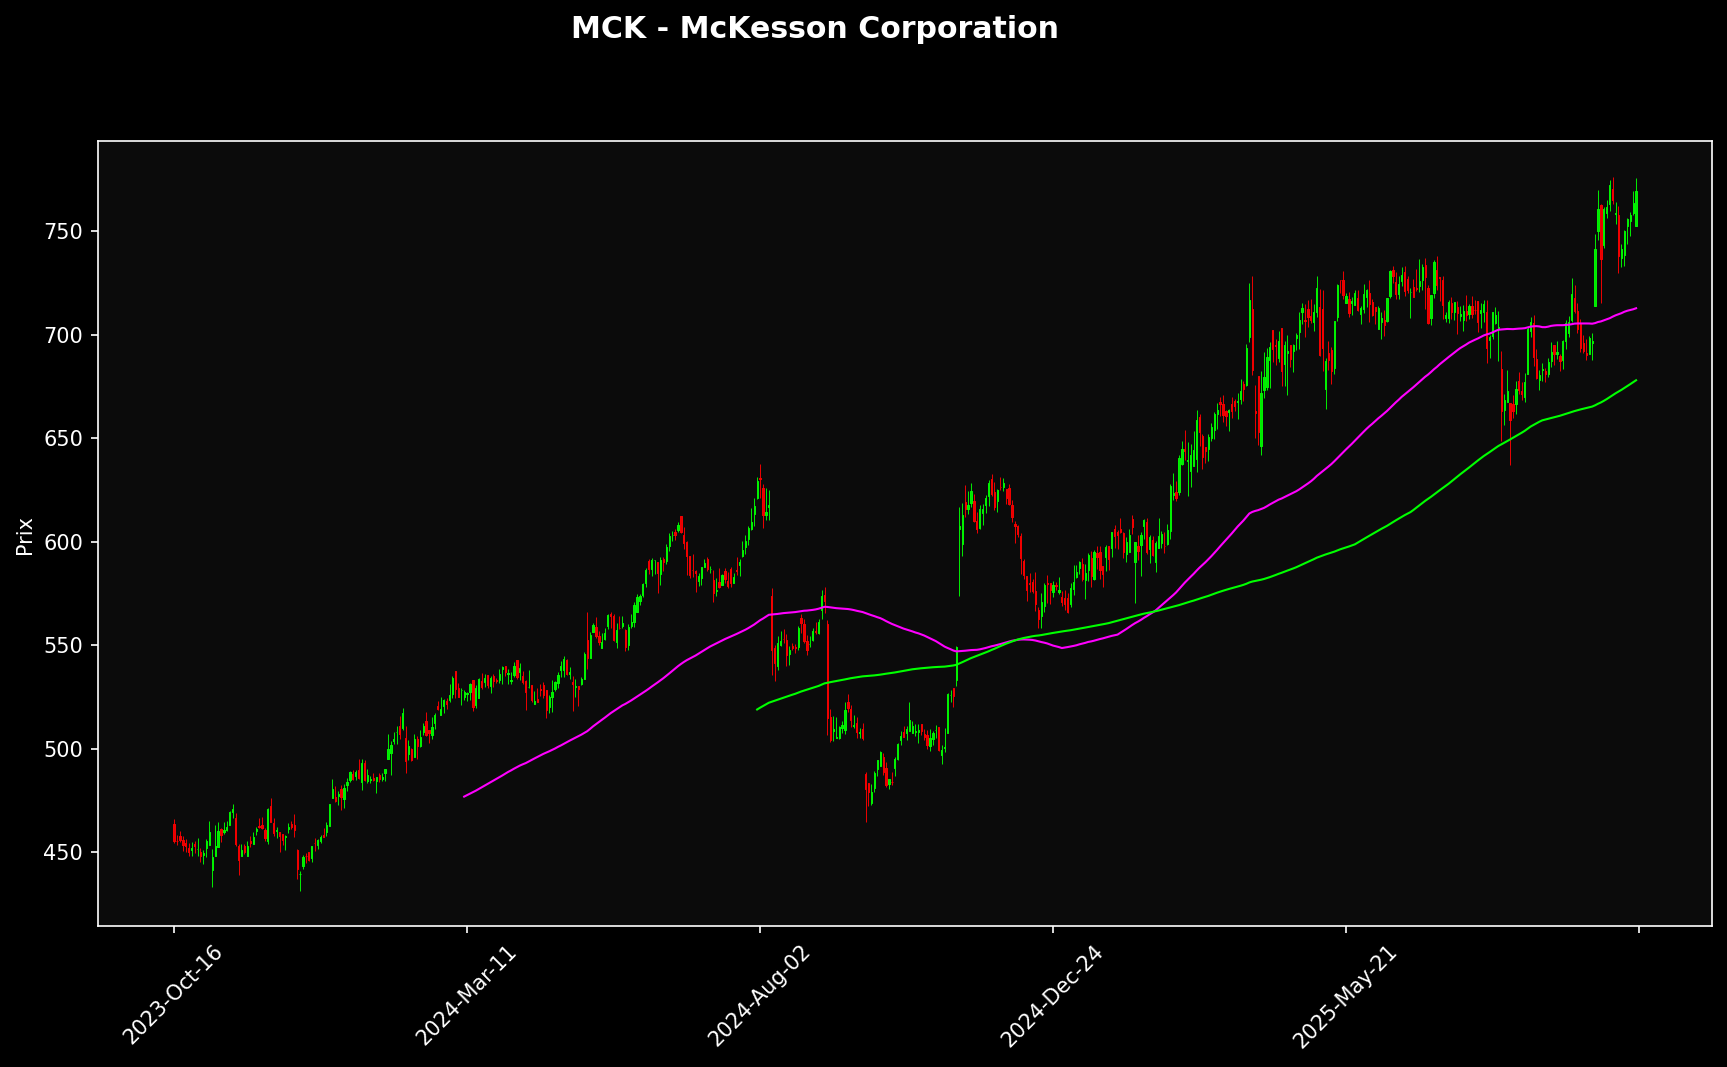 MCK - McKesson Corporation
Prix
750
700
650
600
550
500
450
2023-Oct-16
2024-Mar-11
2024-Aug-02
2024-Dec-24
2025-May-21